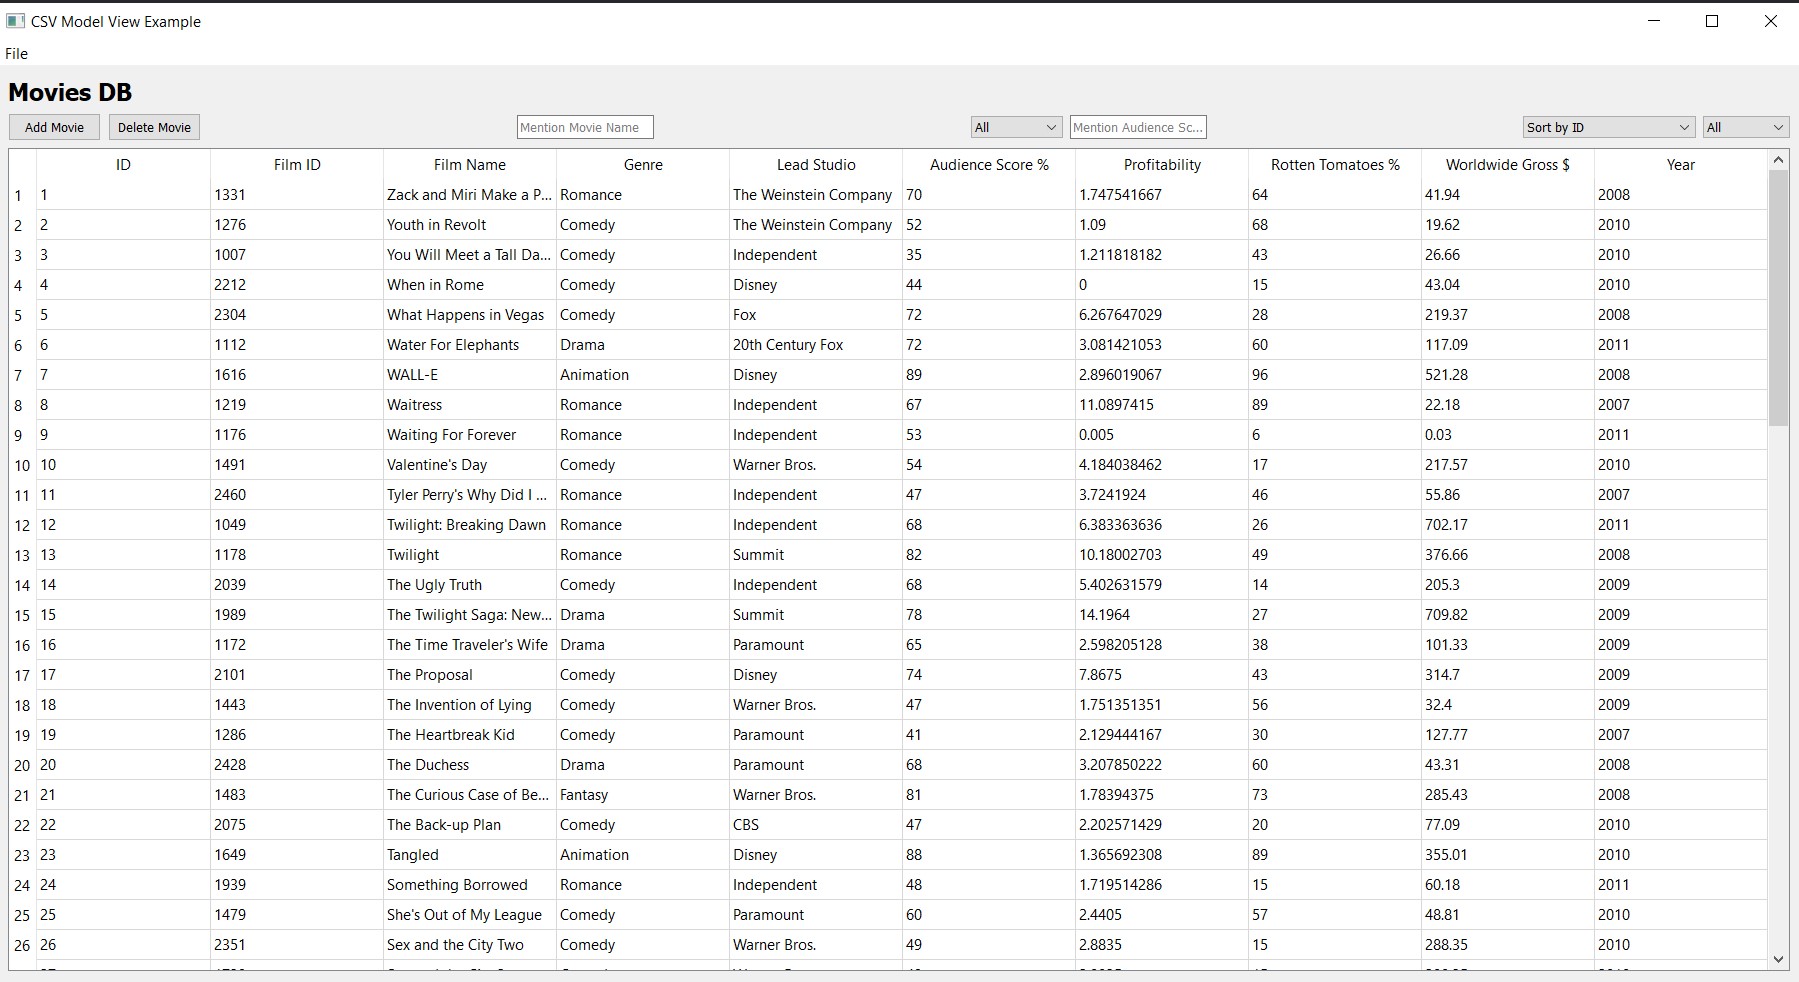 CSV Model View Example
File
Movies DB
Add Movie Delete Movie Mention Movie Name All Mention Audience Sc... Sort by ID All
ID Film ID Film Name Genre Lead Studio Audience Score % Profitability Rotten Tomatoes % Worldwide Gross $ Year
1 1 1331 Zack and Miri Make a P... Romance The Weinstein Company 70 1.747541667 64 41.94 2008
2 2 1276 Youth in Revolt Comedy The Weinstein Company 52 1.09 68 19.62 2010
3 3 1007 You Will Meet a Tall Da... Comedy Independent 35 1.211818182 43 26.66 2010
4 4 2212 When in Rome Comedy Disney 44 0 15 43.04 2010
5 5 2304 What Happens in Vegas Comedy Fox 72 6.267647029 28 219.37 2008
6 6 1112 Water For Elephants Drama 20th Century Fox 72 3.081421053 60 117.09 2011
7 7 1616 WALL-E Animation Disney 89 2.896019067 96 521.28 2008
8 8 1219 Waitress Romance Independent 67 11.0897415 89 22.18 2007
9 9 1176 Waiting For Forever Romance Independent 53 0.005 6 0.03 2011
10 10 1491 Valentine's Day Comedy Warner Bros. 54 4.184038462 17 217.57 2010
11 11 2460 Tyler Perry's Why Did I ... Romance Independent 47 3.7241924 46 55.86 2007
12 12 1049 Twilight: Breaking Dawn Romance Independent 68 6.383363636 26 702.17 2011
13 13 1178 Twilight Romance Summit 82 10.18002703 49 376.66 2008
14 14 2039 The Ugly Truth Comedy Independent 68 5.402631579 14 205.3 2009
15 15 1989 The Twilight Saga: New... Drama Summit 78 14.1964 27 709.82 2009
16 16 1172 The Time Traveler's Wife Drama Paramount 65 2.598205128 38 101.33 2009
17 17 2101 The Proposal Comedy Disney 74 7.8675 43 314.7 2009
18 18 1443 The Invention of Lying Comedy Warner Bros. 47 1.751351351 56 32.4 2009
19 19 1286 The Heartbreak Kid Comedy Paramount 41 2.129444167 30 127.77 2007
20 20 2428 The Duchess Drama Paramount 68 3.207850222 60 43.31 2008
21 21 1483 The Curious Case of Be... Fantasy Warner Bros. 81 1.78394375 73 285.43 2008
22 22 2075 The Back-up Plan Comedy CBS 47 2.202571429 20 77.09 2010
23 23 1649 Tangled Animation Disney 88 1.365692308 89 355.01 2010
24 24 1939 Something Borrowed Romance Independent 48 1.719514286 15 60.18 2011
25 25 1479 She's Out of My League Comedy Paramount 60 2.4405 57 48.81 2010
26 26 2351 Sex and the City Two Comedy Warner Bros. 49 2.8835 15 288.35 2010